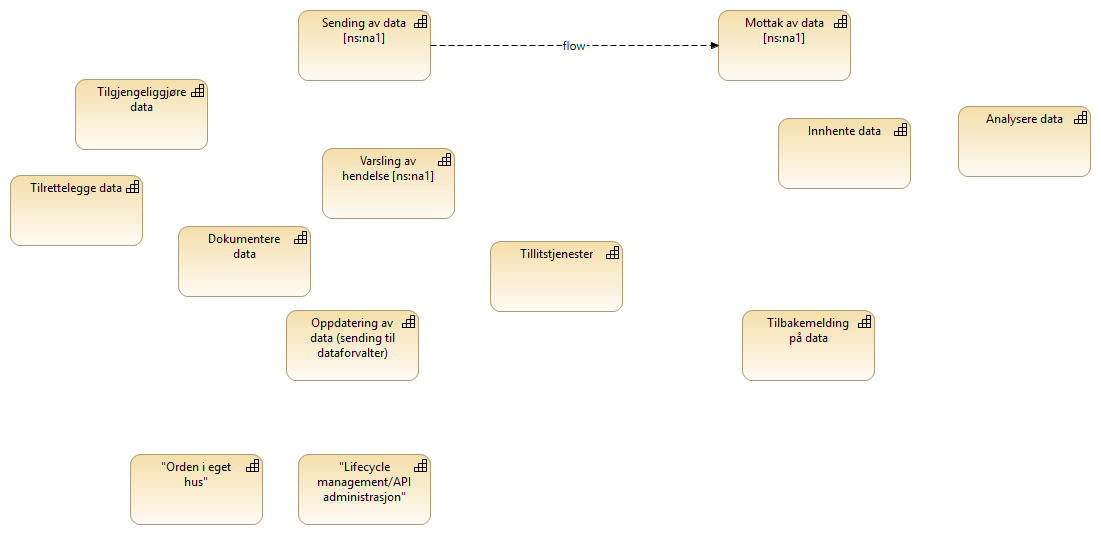 Sending av data
[ns:na1]
flow
Mottak av data
[ns:na1]
Tilgjengeliggjøre
data
Innhente data
Analysere data
Varsling av
hendelse [ns:na1]
Tilrettelegge data
Dokumentere
data
Tillitstjenester
Oppdatering av
data (sending til
dataforvalter)
Tilbakemelding
på data
"Orden i eget
hus"
"Lifecycle
management/API
administrasjon"